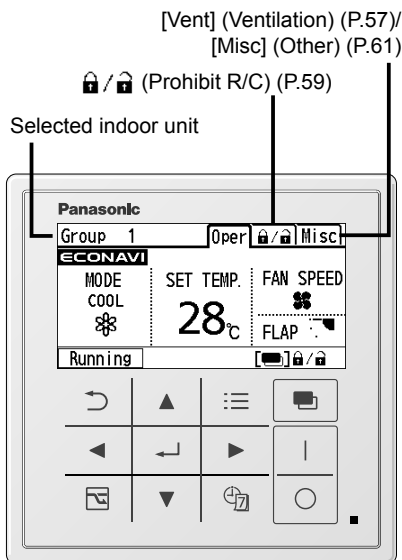 [Vent] (Ventilation) (P.57)/
[Misc] (Other) (P.61)
/ (Prohibit R/C) (P.59)
Selected indoor unit
Panasonic
Group 1 Oper / Misc
ECONAVI
MODE SET TEMP. FAN SPEED
COOL
28°C
FLAP
Running [ ] /
7